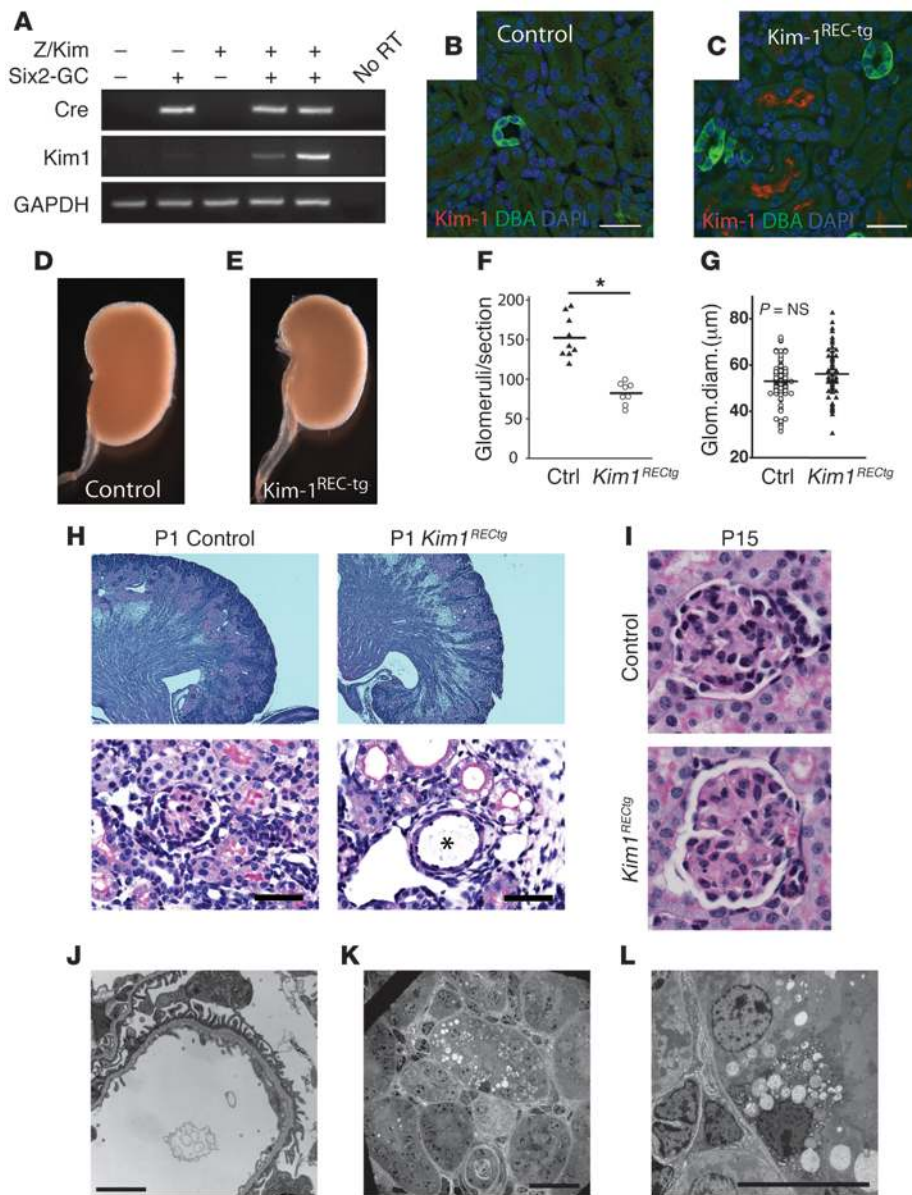 A
Z/Kim – – + + +
Six2-GC – + – + +
No RT
Cre
Kim1
GAPDH
B
Control
Kim-1 DBA DAPI
C
Kim-1REC-tg
Kim-1 DBA DAPI
D
Control
E
Kim-1REC-tg
F
*
Glomeruli/section
200
150
100
50
0
Ctrl Kim1RECtg
G
P = NS
Glom.diam.(μm)
80
60
40
20
Ctrl Kim1RECtg
H
P1 Control
P1 Kim1RECtg
*
I
P15
Control
Kim1RECtg
J
K
L